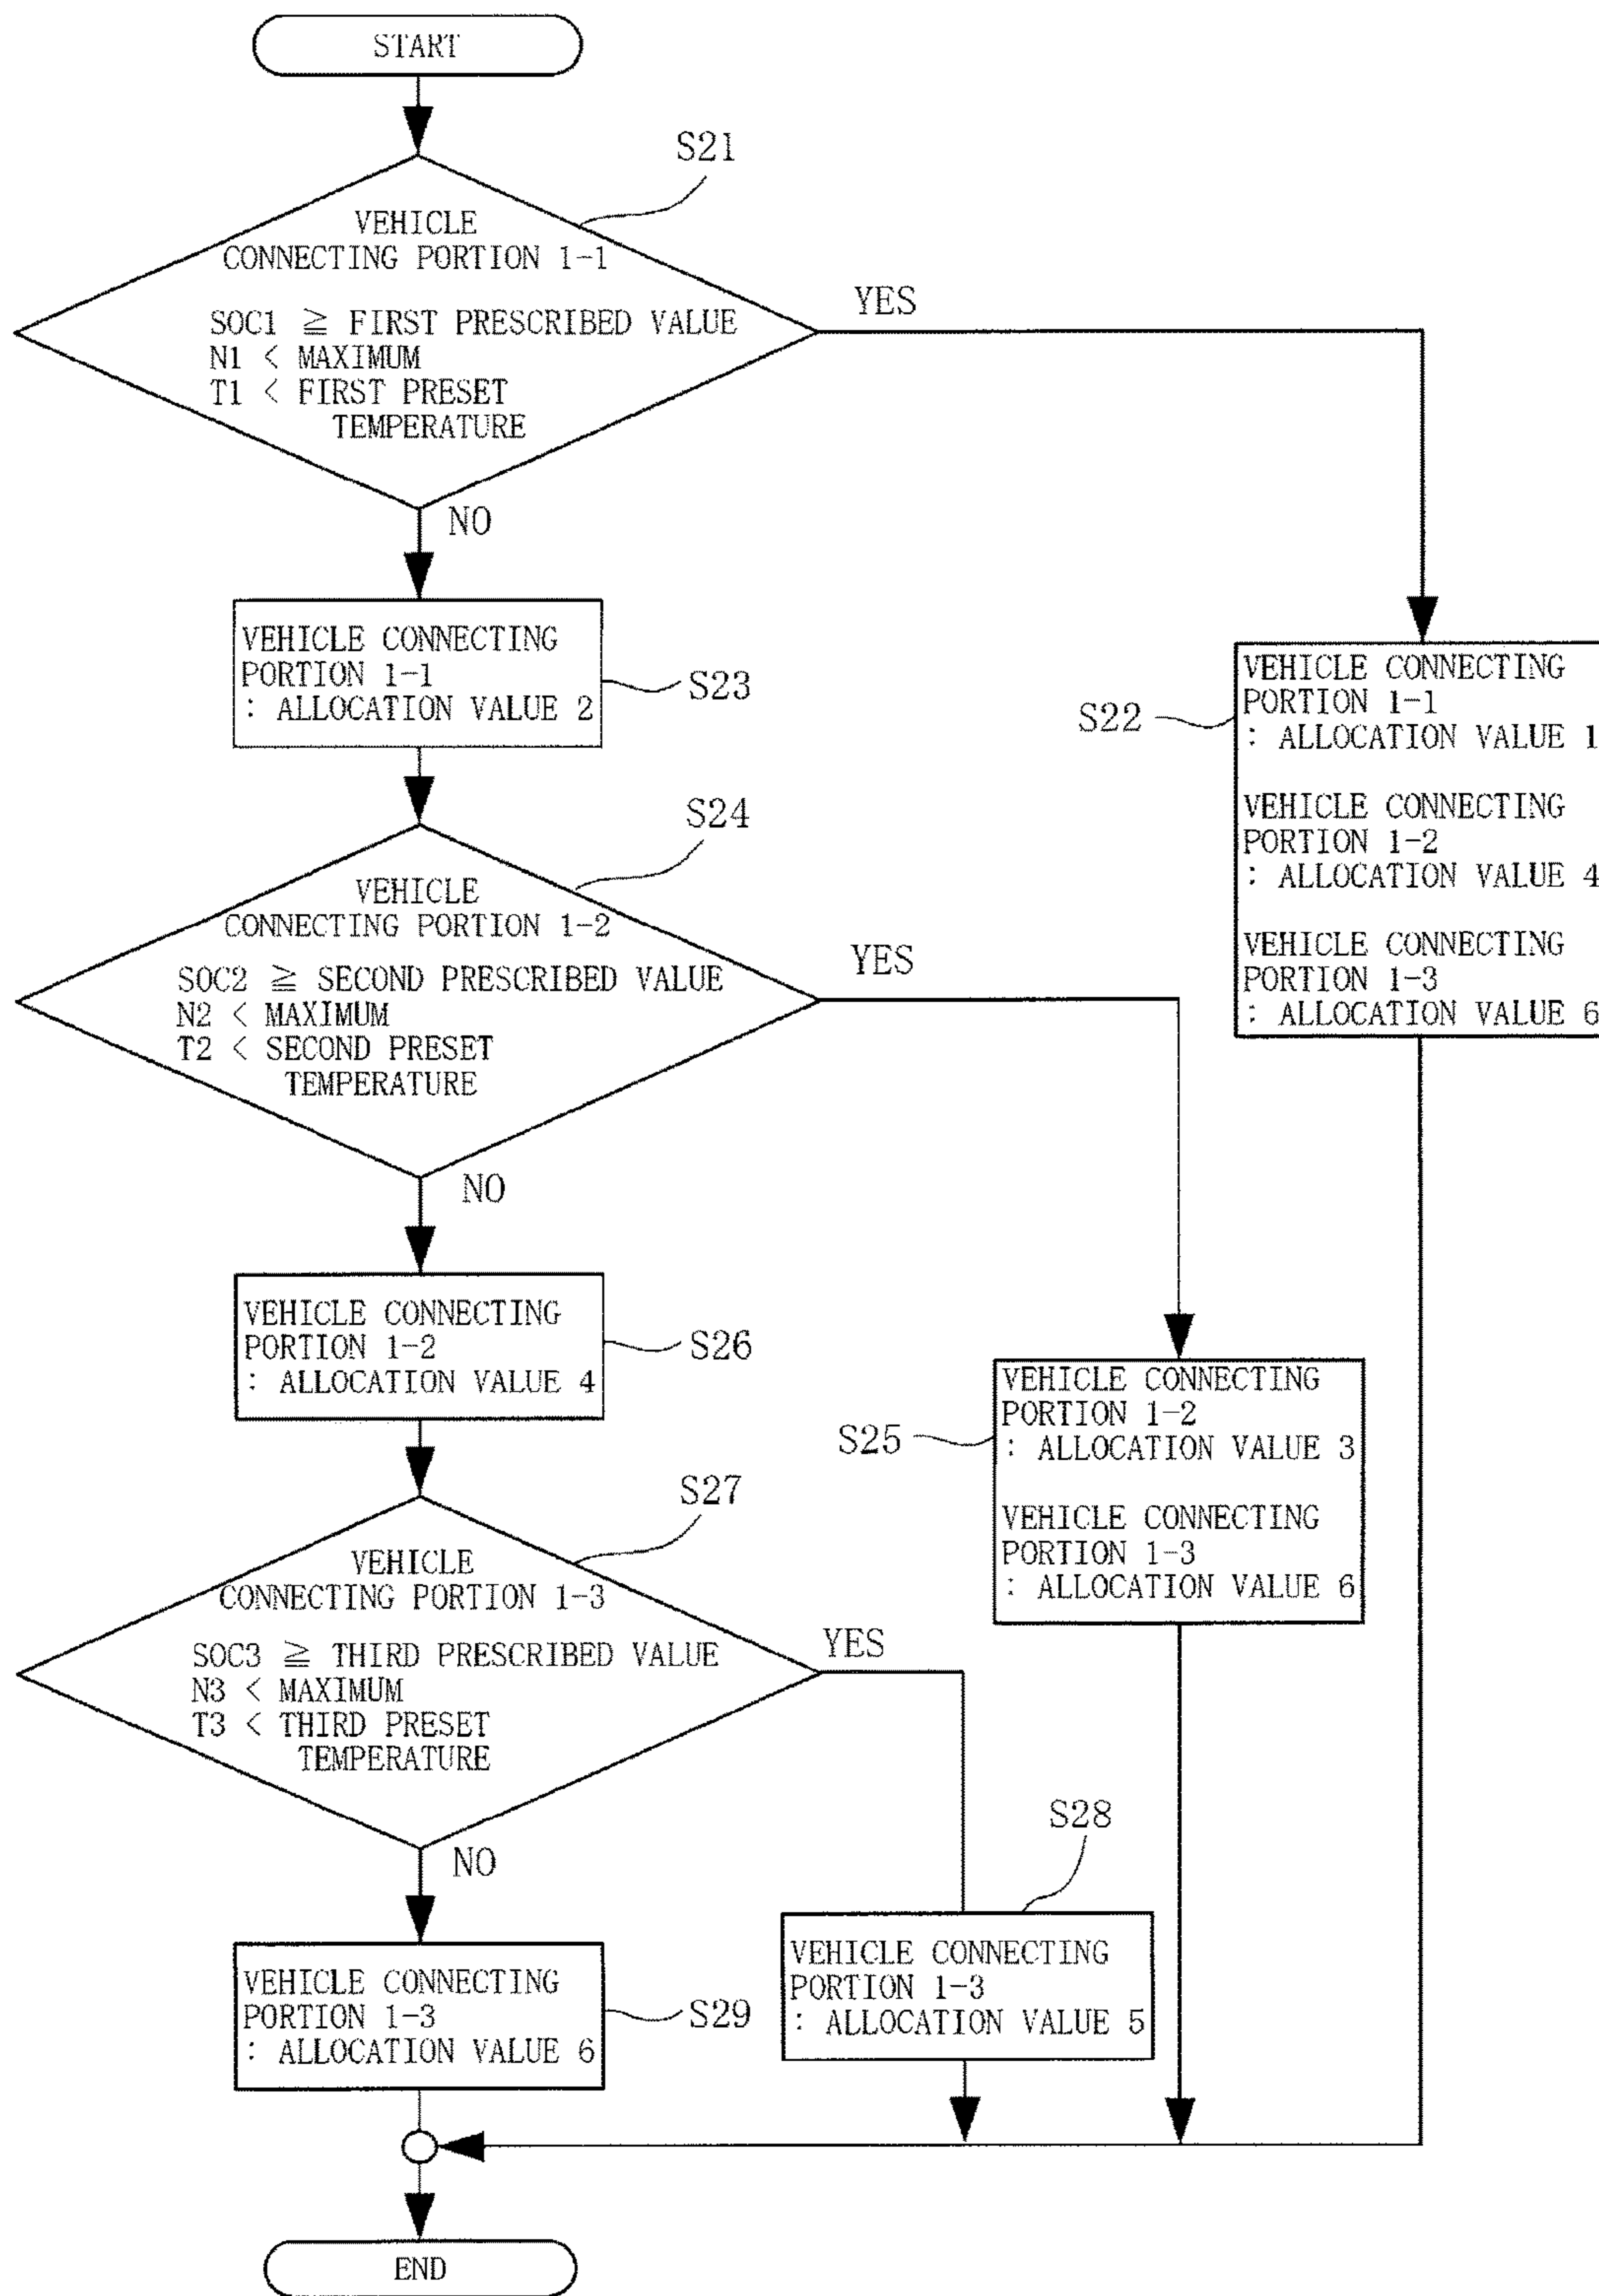 START
S21
VEHICLE
CONNECTING PORTION 1-1
SOC1 ≧ FIRST PRESCRIBED VALUE
N1 < MAXIMUM
T1 < FIRST PRESET
TEMPERATURE
YES
NO
VEHICLE CONNECTING
PORTION 1-1
: ALLOCATION VALUE 2
S23
S22
VEHICLE CONNECTING
PORTION 1-1
: ALLOCATION VALUE 1
VEHICLE CONNECTING
PORTION 1-2
: ALLOCATION VALUE 4
VEHICLE CONNECTING
PORTION 1-3
: ALLOCATION VALUE 6
S24
VEHICLE
CONNECTING PORTION 1-2
SOC2 ≧ SECOND PRESCRIBED VALUE
N2 < MAXIMUM
T2 < SECOND PRESET
TEMPERATURE
YES
NO
VEHICLE CONNECTING
PORTION 1-2
: ALLOCATION VALUE 4
S26
S25
VEHICLE CONNECTING
PORTION 1-2
: ALLOCATION VALUE 3
VEHICLE CONNECTING
PORTION 1-3
: ALLOCATION VALUE 6
S27
VEHICLE
CONNECTING PORTION 1-3
SOC3 ≧ THIRD PRESCRIBED VALUE
N3 < MAXIMUM
T3 < THIRD PRESET
TEMPERATURE
YES
NO
S28
VEHICLE CONNECTING
PORTION 1-3
: ALLOCATION VALUE 5
VEHICLE CONNECTING
PORTION 1-3
: ALLOCATION VALUE 6
S29
END